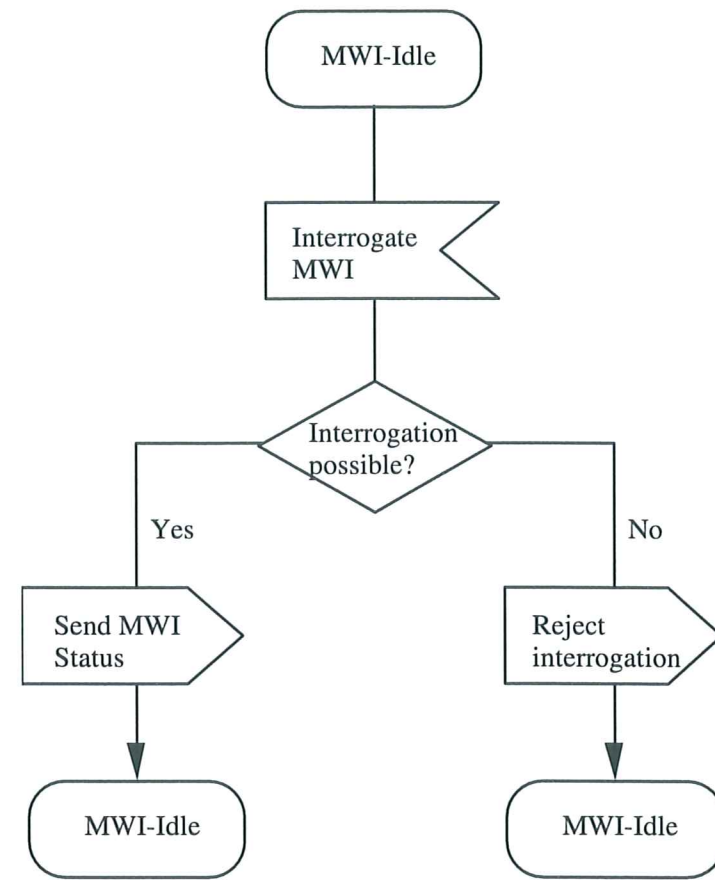 MWI-Idle
Interrogate
MWI
Interrogation
possible?
Yes
No
Send MWI
Status
Reject
interrogation
MWI-Idle
MWI-Idle